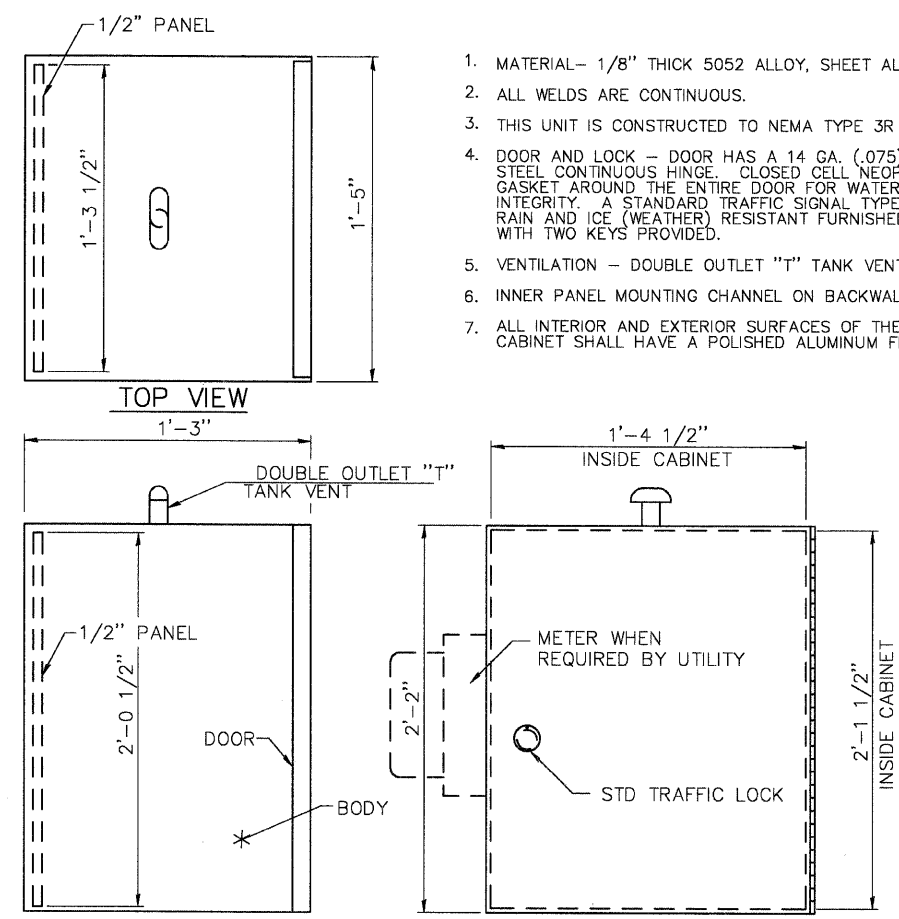 1/2" PANEL
1'-3 1/2"
1'-5"
TOP VIEW
1. MATERIAL- 1/8" THICK 5052 ALLOY, SHEET AL
2. ALL WELDS ARE CONTINUOUS.
3. THIS UNIT IS CONSTRUCTED TO NEMA TYPE 3R
4. DOOR AND LOCK - DOOR HAS A 14 GA. (.075)
STEEL CONTINUOUS HINGE. CLOSED CELL NEOP
GASKET AROUND THE ENTIRE DOOR FOR WATER
INTEGRITY. A STANDARD TRAFFIC SIGNAL TYPE
RAIN AND ICE (WEATHER) RESISTANT FURNISHED
WITH TWO KEYS PROVIDED.
5. VENTILATION - DOUBLE OUTLET "T" TANK VENT
6. INNER PANEL MOUNTING CHANNEL ON BACKWAL
7. ALL INTERIOR AND EXTERIOR SURFACES OF THE
CABINET SHALL HAVE A POLISHED ALUMINUM F
1'-3"
DOUBLE OUTLET "T"
TANK VENT
1/2" PANEL
2'-0 1/2"
DOOR
BODY
1'-4 1/2"
INSIDE CABINET
METER WHEN
REQUIRED BY UTILITY
2'-2"
STD TRAFFIC LOCK
2'-1 1/2"
INSIDE CABINET